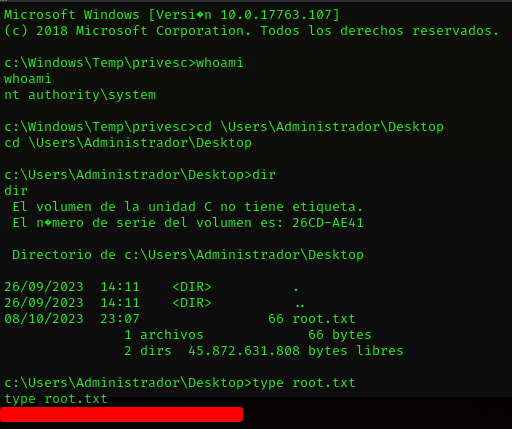 Microsoft Windows [Versi�n 10.0.17763.107]
(c) 2018 Microsoft Corporation. Todos los derechos reservados.
c:\Windows\Temp\privesc>whoami
whoami
nt authority\system
c:\Windows\Temp\privesc>cd \Users\Administrador\Desktop
cd \Users\Administrador\Desktop
c:\Users\Administrador\Desktop>dir
dir
 El volumen de la unidad C no tiene etiqueta.
 El n�mero de serie del volumen es: 26CD-AE41
 Directorio de c:\Users\Administrador\Desktop
26/09/2023  14:11    <DIR>          .
26/09/2023  14:11    <DIR>          ..
08/10/2023  23:07                66 root.txt
               1 archivos             66 bytes
               2 dirs  45.872.631.808 bytes libres
c:\Users\Administrador\Desktop>type root.txt
type root.txt